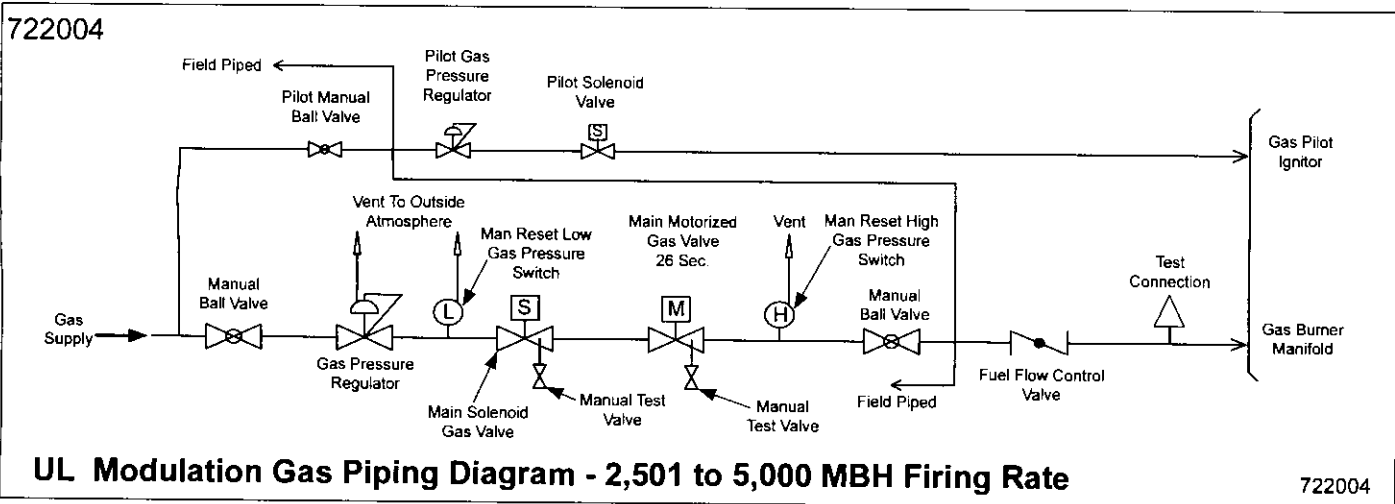 722004
Field Piped
Pilot Manual
Ball Valve
Pilot Gas
Pressure
Regulator
Pilot Solenoid
Valve
S
Gas Pilot
Ignitor
Vent To Outside
Atmosphere
Man Reset Low
Gas Pressure
Switch
Main Motorized
Gas Valve
26 Sec.
Vent
Man Reset High
Gas Pressure
Switch
Test
Connection
Manual
Ball Valve
Manual
Ball Valve
Gas
Supply
L
S
M
H
Gas Burner
Manifold
Gas Pressure
Regulator
Main Solenoid
Gas Valve
Manual Test
Valve
Manual
Test Valve
Field Piped
Fuel Flow Control
Valve
UL Modulation Gas Piping Diagram - 2,501 to 5,000 MBH Firing Rate
722004